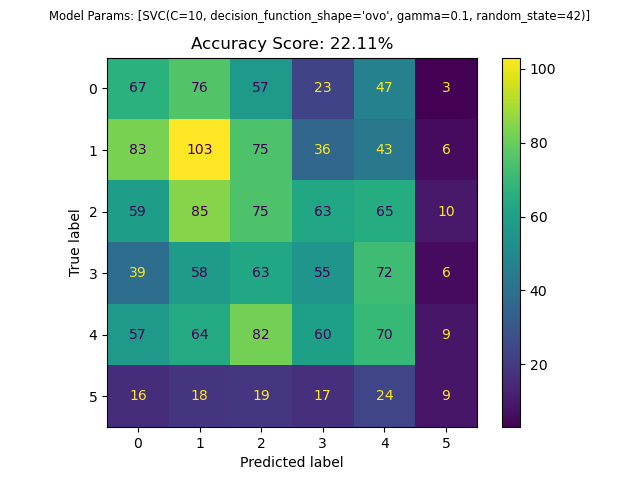 Model Params: [SVC(C=10, decision_function_shape='ovo', gamma=0.1, random_state=42)]
Accuracy Score: 22.11%
0 67 76 57 23 47 3
1 83 103 75 36 43 6
2 59 85 75 63 65 10
3 39 58 63 55 72 6
4 57 64 82 60 70 9
5 16 18 19 17 24 9
0 1 2 3 4 5
Predicted label
True label
100
80
60
40
20